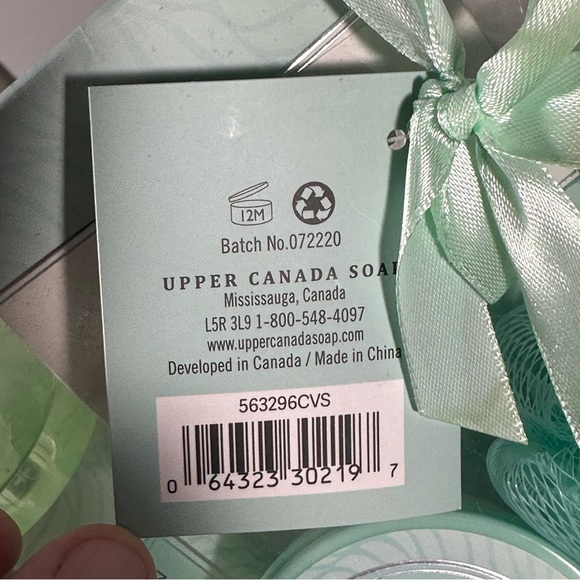 12M
Batch No.072220
UPPER CANADA SOAP
Mississauga, Canada
L5R 3L9 1-800-548-4097
www.uppercanadasoap.com
Developed in Canada / Made in China
563296CVS
0 64323 30219 7